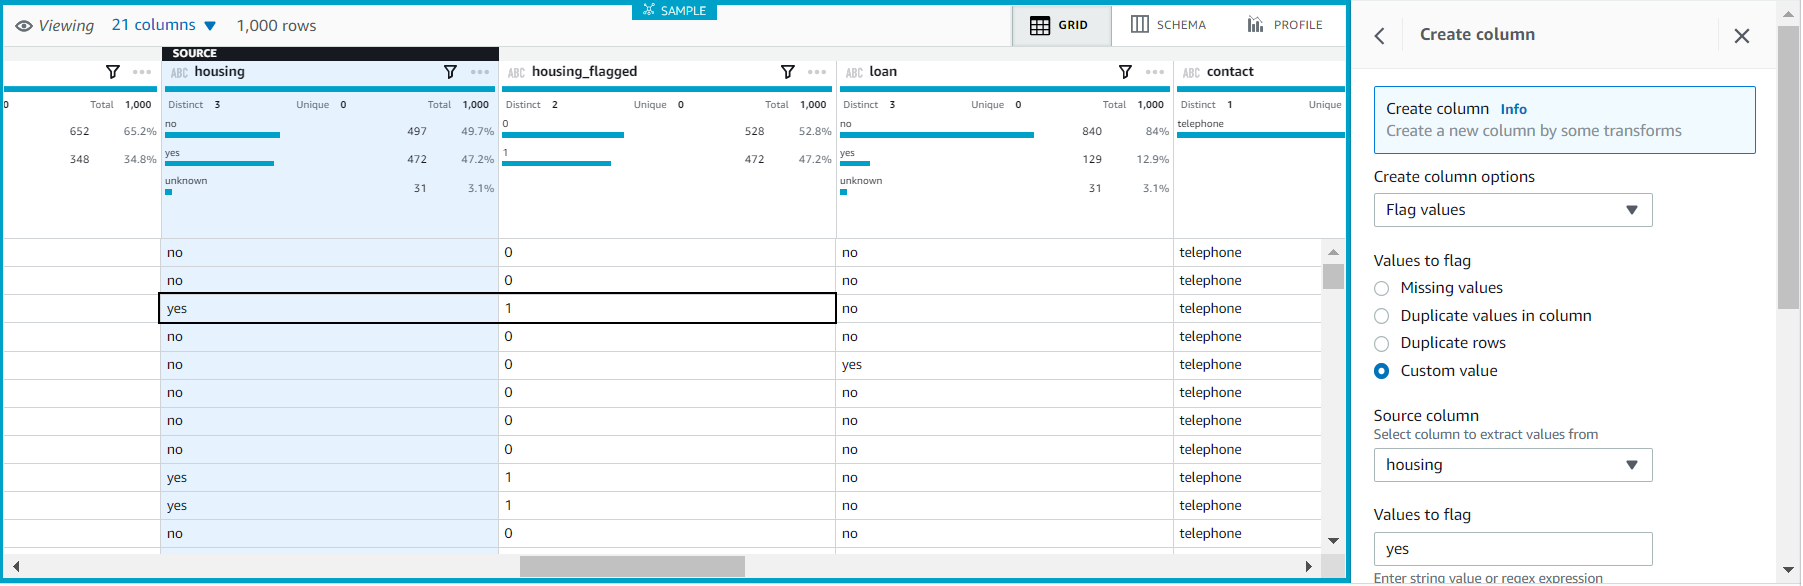 SAMPLE
Viewing 21 columns 1,000 rows GRID SCHEMA PROFILE
SOURCE
ABC housing ABC housing_flagged ABC loan ABC contact
0 Total 1,000 Distinct 3 Unique 0 Total 1,000 Distinct 2 Unique 0 Total 1,000 Distinct 3 Unique 0 Total 1,000 Distinct 1 Unique
652 65.2% no 497 49.7% 0 528 52.8% no 840 84% telephone
348 34.8% yes 472 47.2% 1 472 47.2% yes 129 12.9%
unknown 31 3.1% unknown 31 3.1%
no 0 no telephone
no 0 no telephone
yes 1 no telephone
no 0 no telephone
no 0 yes telephone
no 0 no telephone
no 0 no telephone
no 0 no telephone
yes 1 no telephone
yes 1 no telephone
no 0 no telephone
Create column
Create column Info
Create a new column by some transforms
Create column options
Flag values
Values to flag
Missing values
Duplicate values in column
Duplicate rows
Custom value
Source column
Select column to extract values from
housing
Values to flag
yes
Enter string value or regex expression